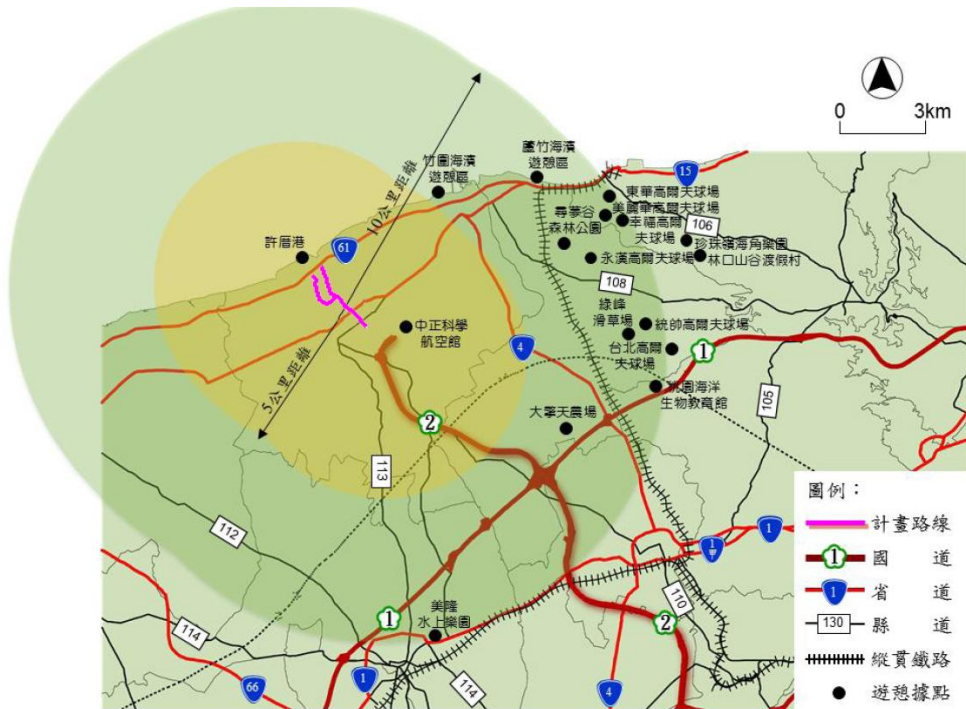 0 3km
蘆竹海濱
遊憩區
竹圍海濱
遊憩區
15
東華高爾夫球場
美麗華高爾夫球場
尋夢谷
森林公園
幸福高爾
夫球場
106
珍珠嶺海角樂園
林口山谷渡假村
永漢高爾夫球場
10公里距離
許厝港
61
108
綠峰
滑草場
統帥高爾夫球場
台北高爾
夫球場
1
中正科學
航空館
4
5公里距離
桃園海洋
生物教育館
105
2
大擎天農場
113
112
圖例：
計畫路線
1 國道
1 省道
130 縣道
縱貫鐵路
遊憩據點
1
1甲
110
2
1
美隆
水上樂園
114
114
66
1
4